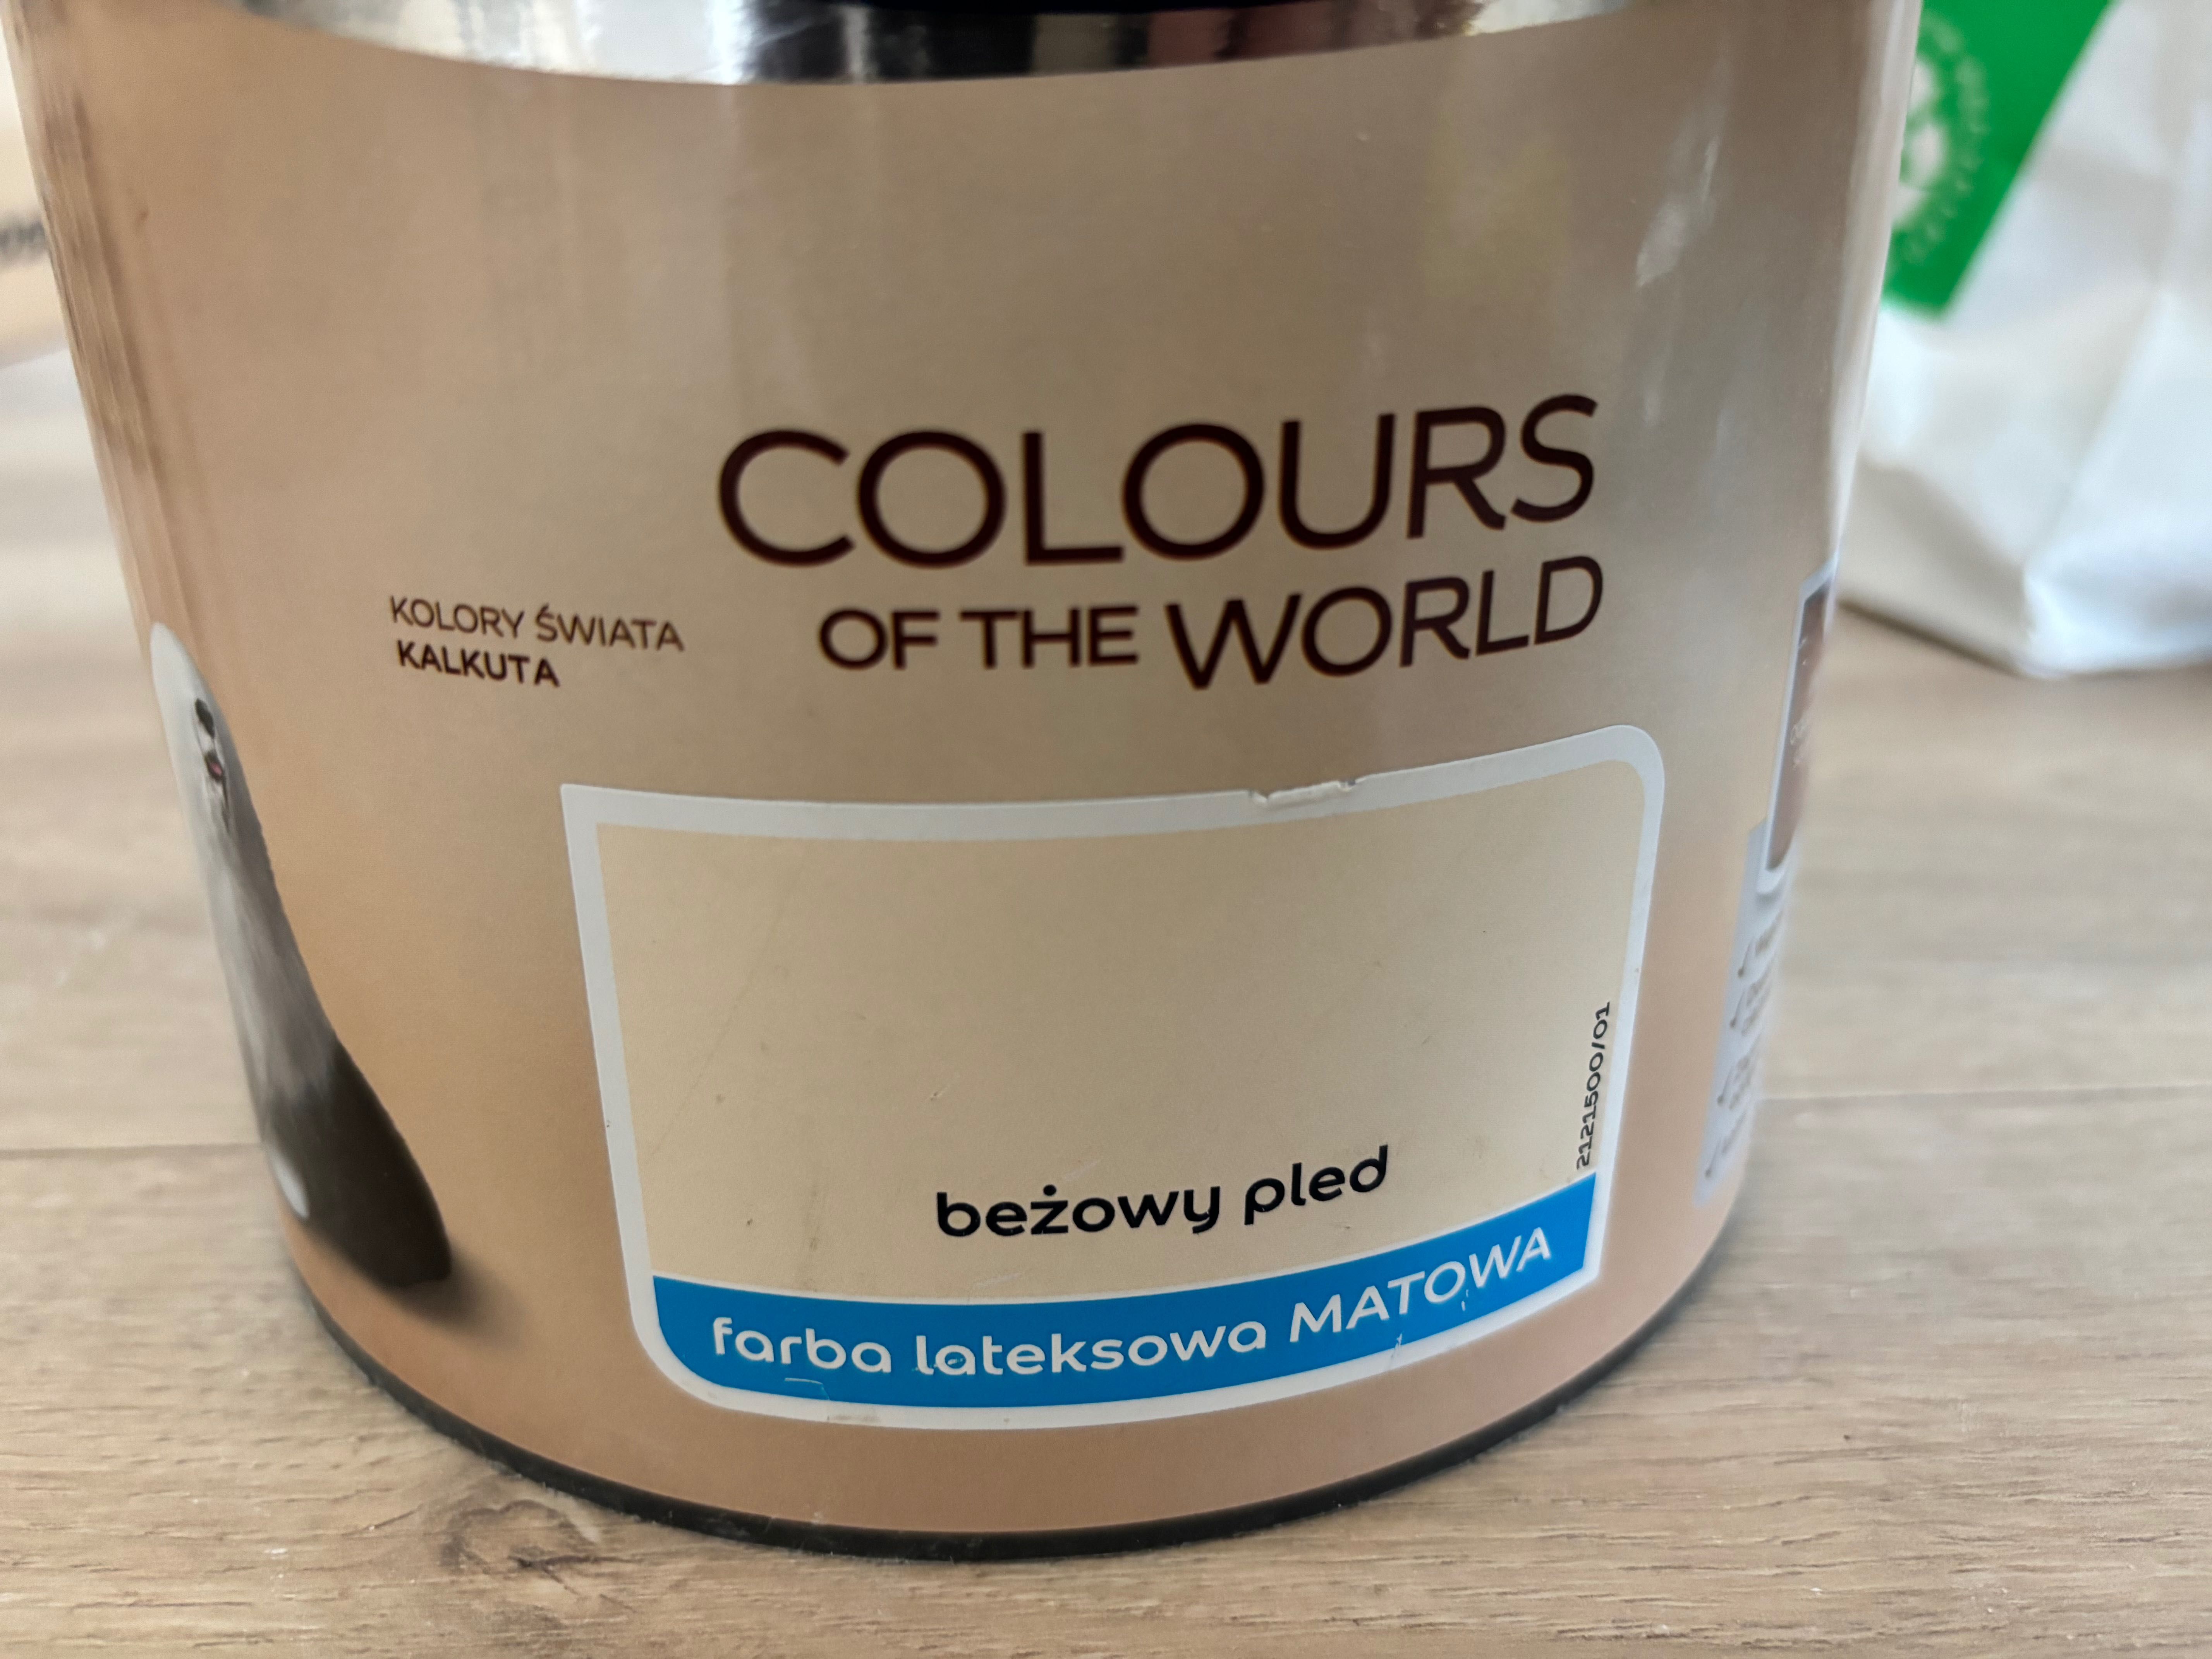 COLOURS
OF THE WORLD
KOLORY ŚWIATA
KALKUTA
beżowy pled
2121500/01
farba lateksowa MATOWA